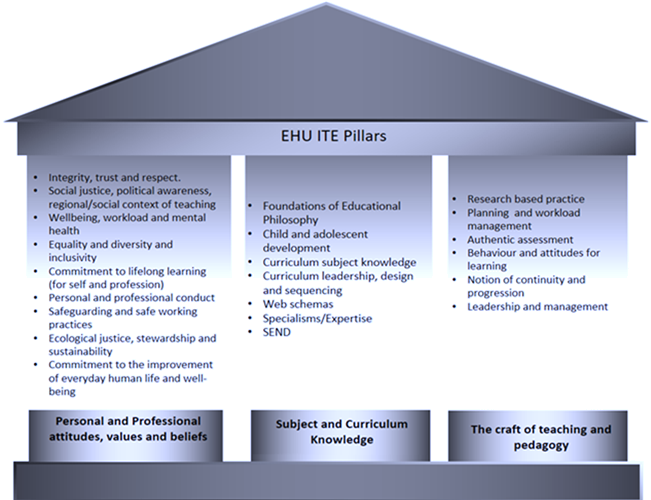 EHU ITE Pillars
• Integrity, trust and respect.
• Social justice, political awareness,
regional/social context of teaching
• Wellbeing, workload and mental
health
• Equality and diversity and
inclusivity
• Commitment to lifelong learning
(for self and profession)
• Personal and professional conduct
• Safeguarding and safe working
practices
• Ecological justice, stewardship and
sustainability
• Commitment to the improvement
of everyday human life and well-
being
Personal and Professional
attitudes, values and beliefs
• Foundations of Educational
Philosophy
• Child and adolescent
development
• Curriculum subject knowledge
• Curriculum leadership, design
and sequencing
• Web schemas
• Specialisms/Expertise
• SEND
Subject and Curriculum
Knowledge
• Research based practice
• Planning and workload
management
• Authentic assessment
• Behaviour and attitudes for
learning
• Notion of continuity and
progression
• Leadership and management
The craft of teaching and
pedagogy